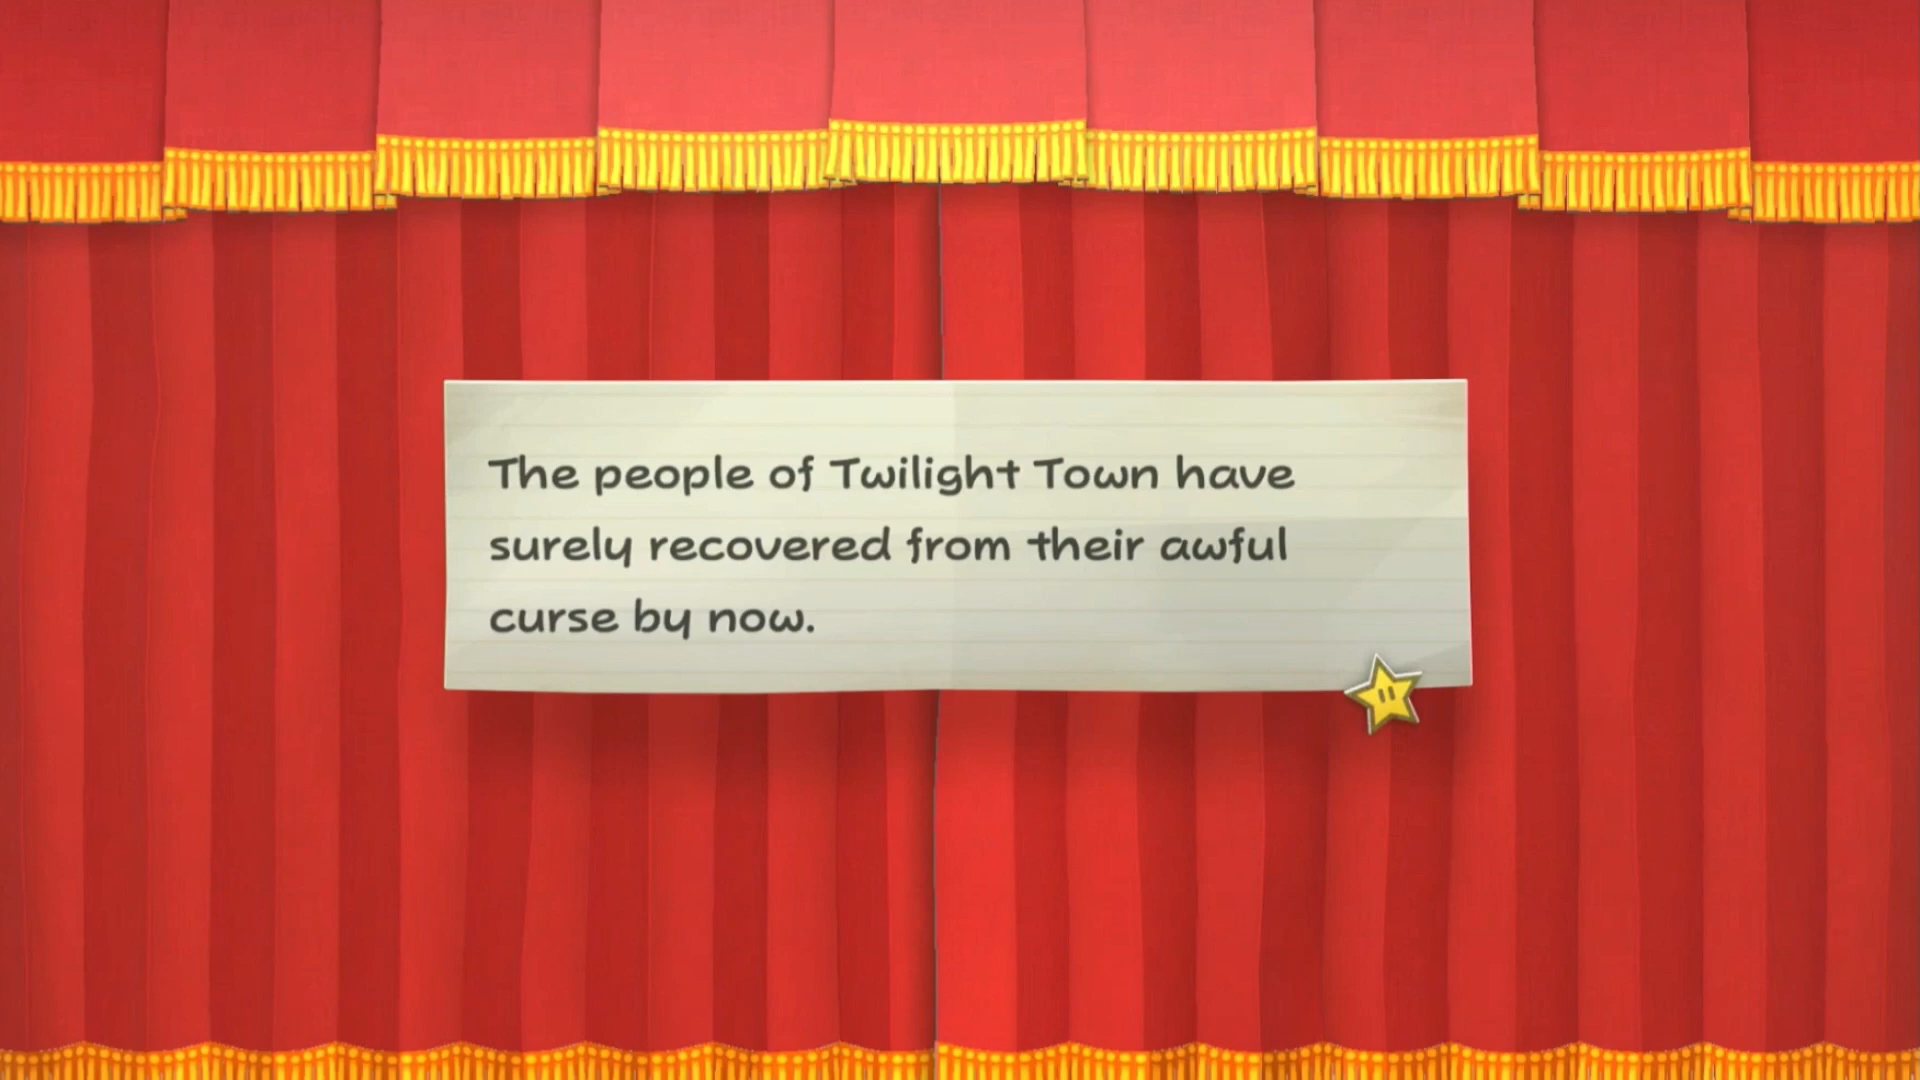 The people of Twilight Town have
surely recovered from their awful
curse by now.